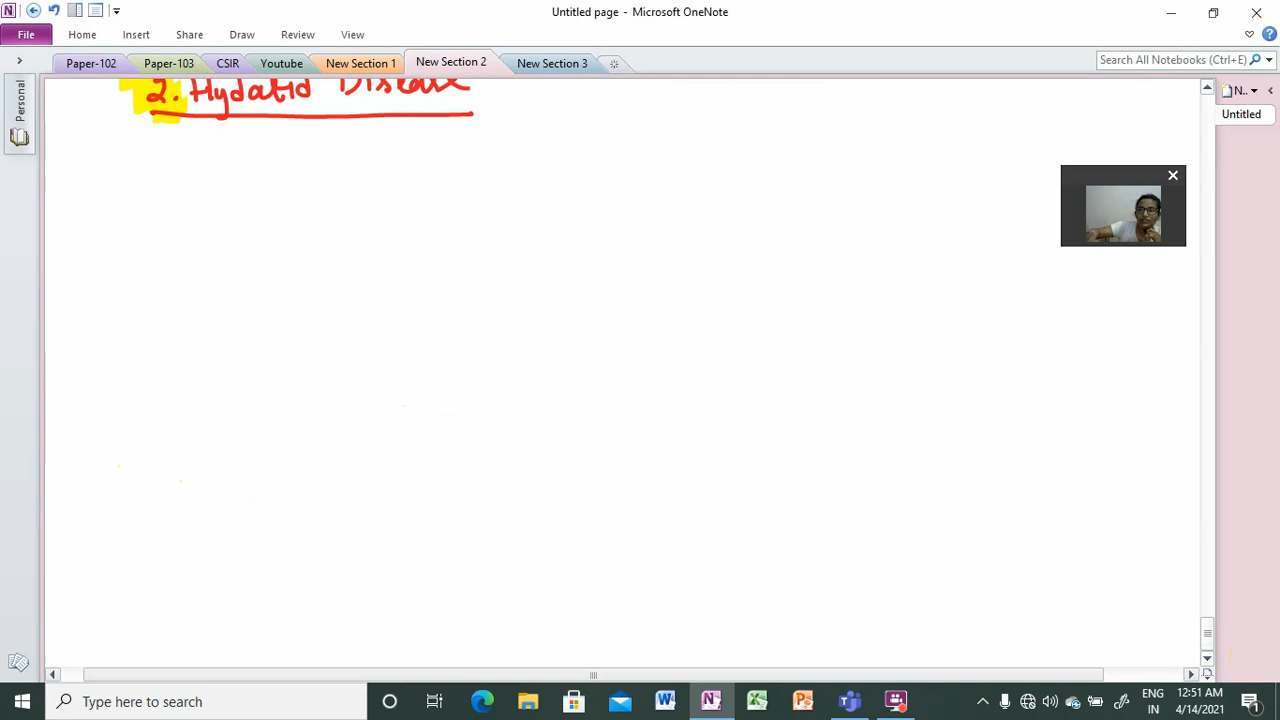 Untitled page - Microsoft OneNote
File Home Insert Share Draw Review View
Paper-102 Paper-103 CSIR Youtube New Section 1 New Section 2 New Section 3 Search All Notebooks (Ctrl+E)
Personal
N..
Untitled
2. Hydatid Disease
Type here to search
ENG
IN
12:51 AM
4/14/2021
1